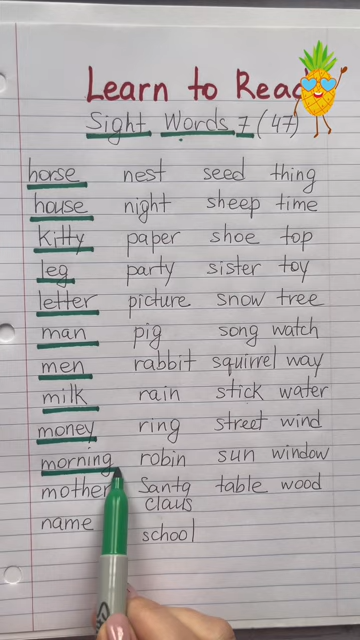 Learn to Read
Sight Words 7 (47)
horse nest seed thing
house night sheep time
Kitty paper shoe top
leg party sister toy
letter picture snow tree
man pig song watch
men rabbit squirrel way
milk rain stick water
money ring street wind
morning robin sun window
mother Santa table wood
claus
name school